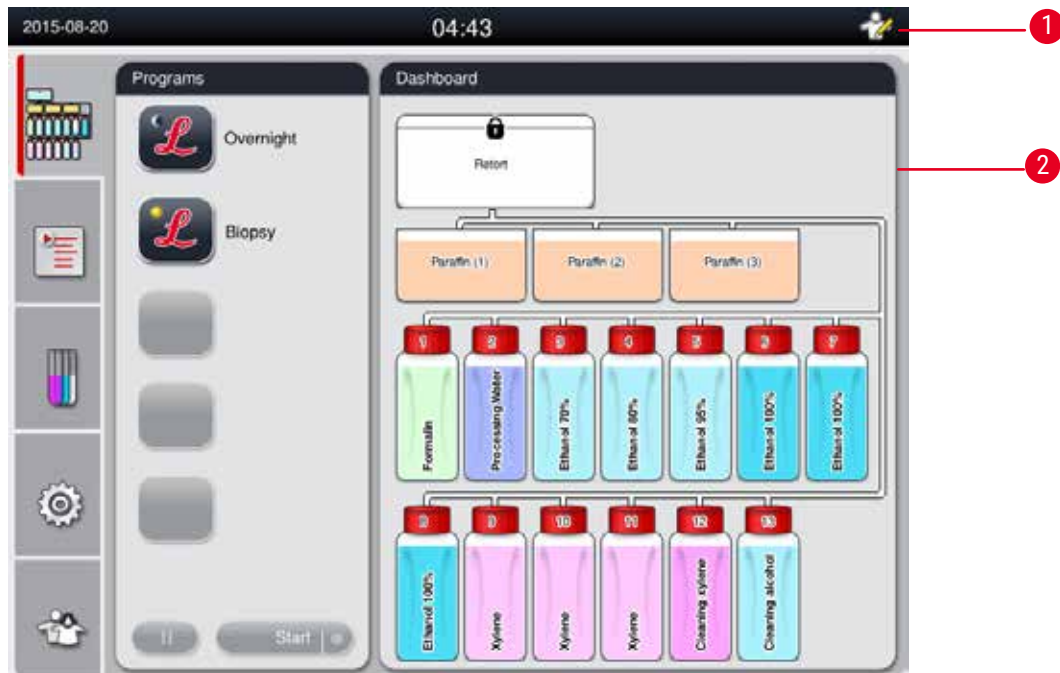 2015-08-20
04:43
1
Programs
Dashboard
L Overnight
L Biopsy
Retort
2
Paraffin (1)
Paraffin (2)
Paraffin (3)
1
2
3
4
5
6
7
Formalin
Processing Water
Ethanol 70%
Ethanol 80%
Ethanol 95%
Ethanol 100%
Ethanol 100%
8
9
10
11
12
13
Ethanol 100%
Xylene
Xylene
Xylene
Cleaning xylene
Cleaning alcohol
Start